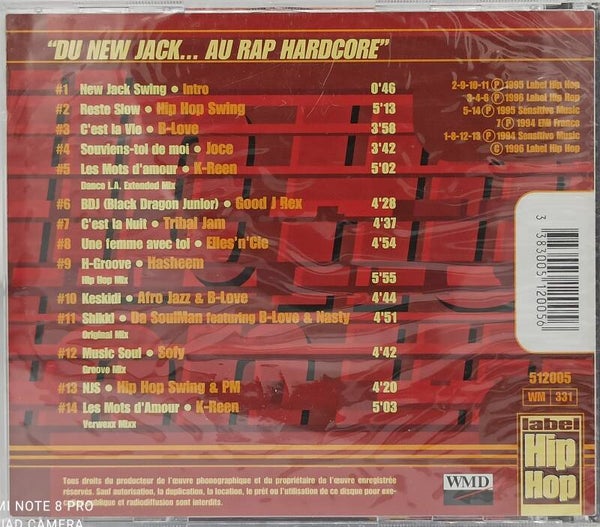 "DU NEW JACK... AU RAP HARDCORE"
#1 New Jack Swing • Intro 0'46
#2 Reste Slow • Hip Hop Swing 5'13
#3 C'est la Vie • B-Love 3'58
#4 Souviens-toi de moi • Joce 3'42
#5 Les Mots d'amour • K-Reen 5'02
Dance L.A. Extended Mix
#6 BDJ (Black Dragon Junior) • Good J Rex 4'28
#7 C'est la Nuit • Tribal Jam 4'37
#8 Une femme avec toi • Elles'n'Cie 4'54
#9 H-Groove • Hasheem
Hip Hop Mix 5'55
#10 Keskidi • Afro Jazz & B-Love 4'44
#11 Shikid • Da SoulMan featuring B-Love & Nasty 4'51
Original Mix
#12 Music Soul • Sofy 4'42
Groove Mix
#13 NJS • Hip Hop Swing & PM 4'20
#14 Les Mots d'Amour • K-Reen 5'03
Verwexx Mixx
2-9-10-11 Ⓟ 1995 Label Hip Hop
3-4-6 Ⓟ 1996 Label Hip Hop
5-14 Ⓟ 1995 Sensitive Music
7 Ⓟ 1994 EMI France
1-8-12-13 Ⓟ 1994 Sensitive Music
© 1996 Label Hip Hop
3 383005 120056
512005
WM 331
label
Hip
Hop
Tous droits du producteur de l'œuvre phonographique et du propriétaire de l'œuvre enregistrée
réservés. Sauf autorisation, la duplication, la location, le prêt ou l'utilisation de ce disque pour exé-
cution publique et radiodiffusion sont interdits.
WMD
MI NOTE 8 PRO
UAD CAMERA